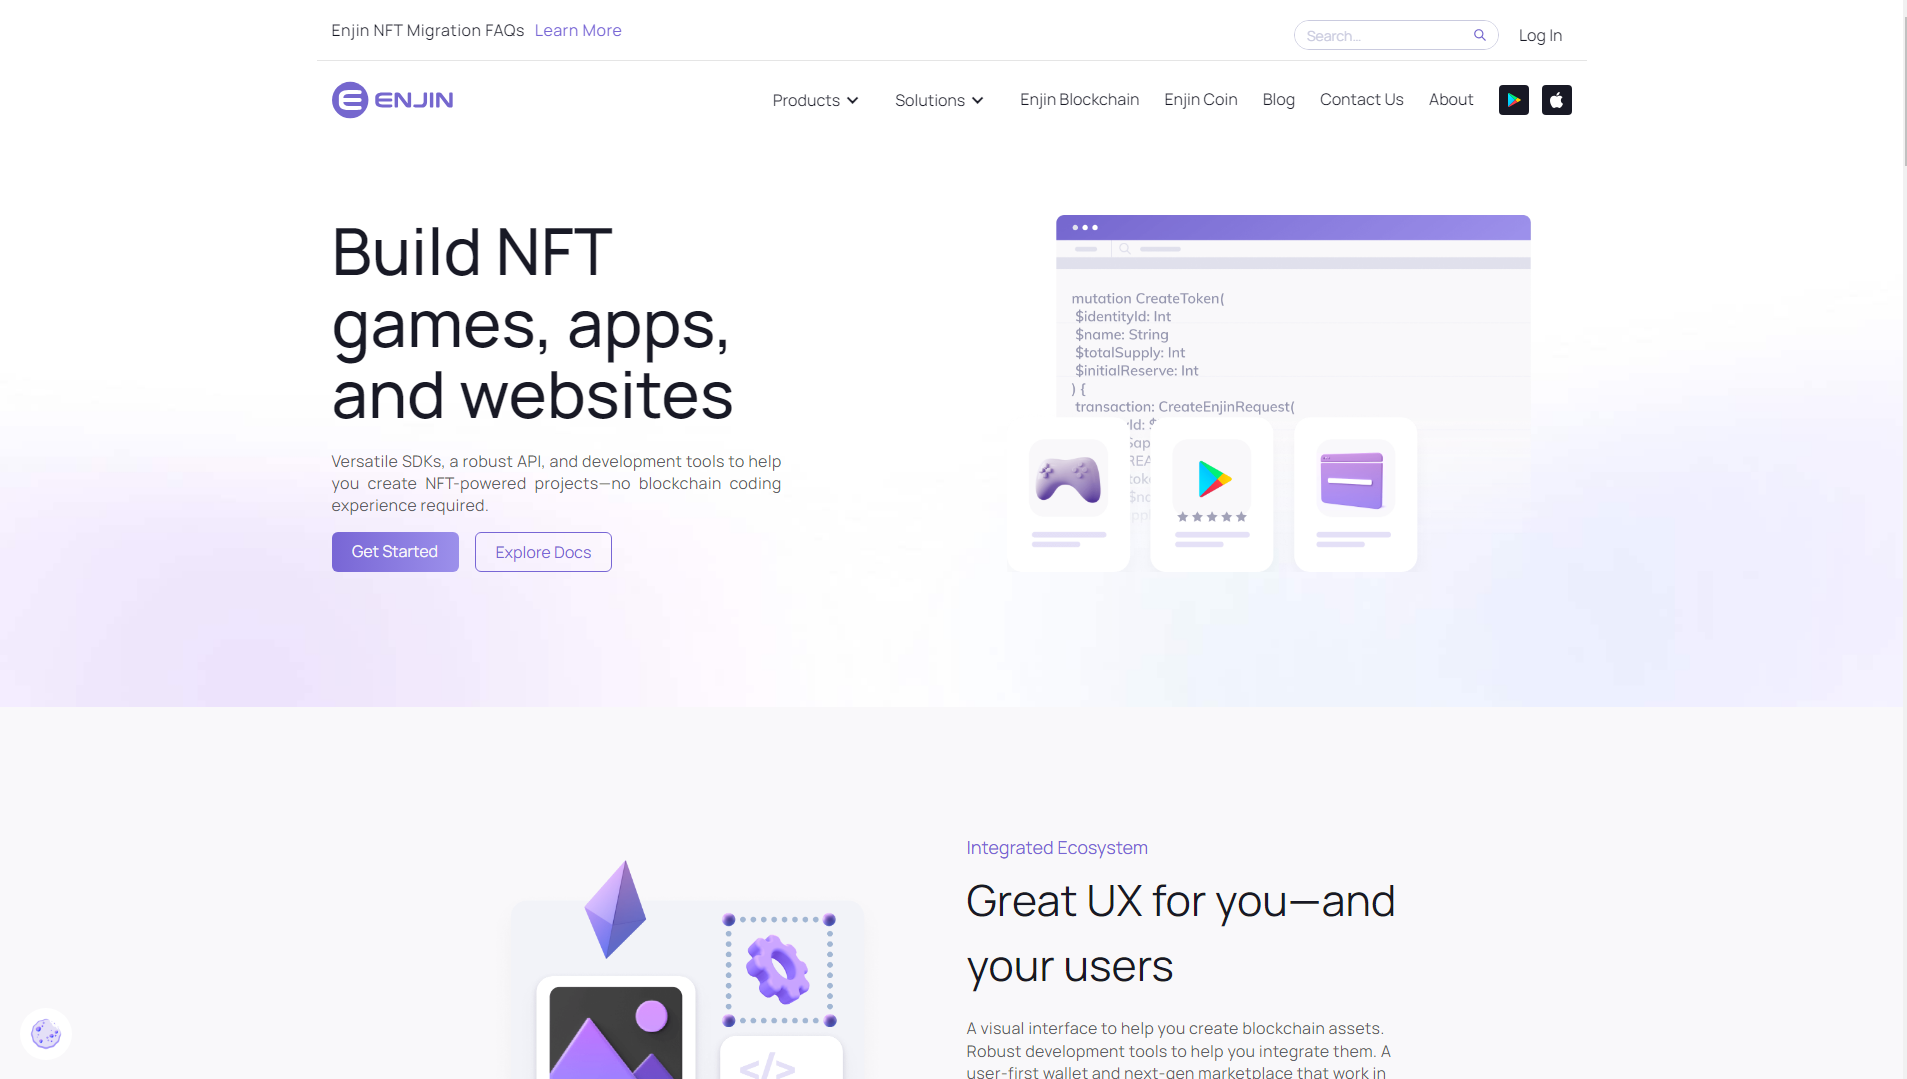 Enjin NFT Migration FAQs Learn More
Search...
Log In
ENJIN
Products
Solutions
Enjin Blockchain
Enjin Coin
Blog
Contact Us
About
Build NFT
games, apps,
and websites
Versatile SDKs, a robust API, and development tools to help
you create NFT-powered projects—no blockchain coding
experience required.
Get Started
Explore Docs
mutation CreateToken(
$identityId: Int
$name: String
$totalSupply: Int
$initialReserve: Int
) {
transaction: CreateEnjinRequest(
Integrated Ecosystem
Great UX for you—and
your users
A visual interface to help you create blockchain assets.
Robust development tools to help you integrate them. A
user-first wallet and next-gen marketplace that work in
</>